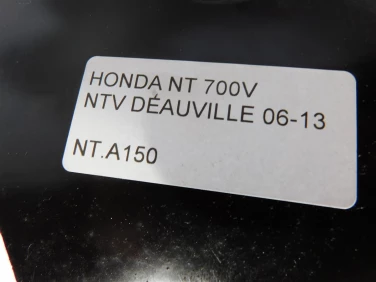 HONDA NT 700V
NTV DÉAUVILLE 06-13
NT.A150